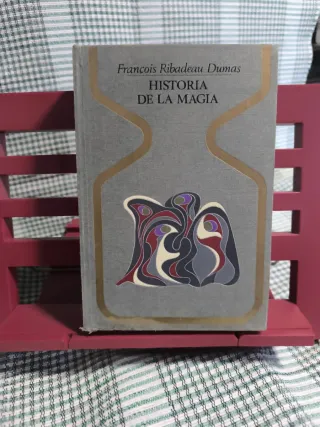 François Ribadeau Dumas
HISTORIA
DE LA MAGIA